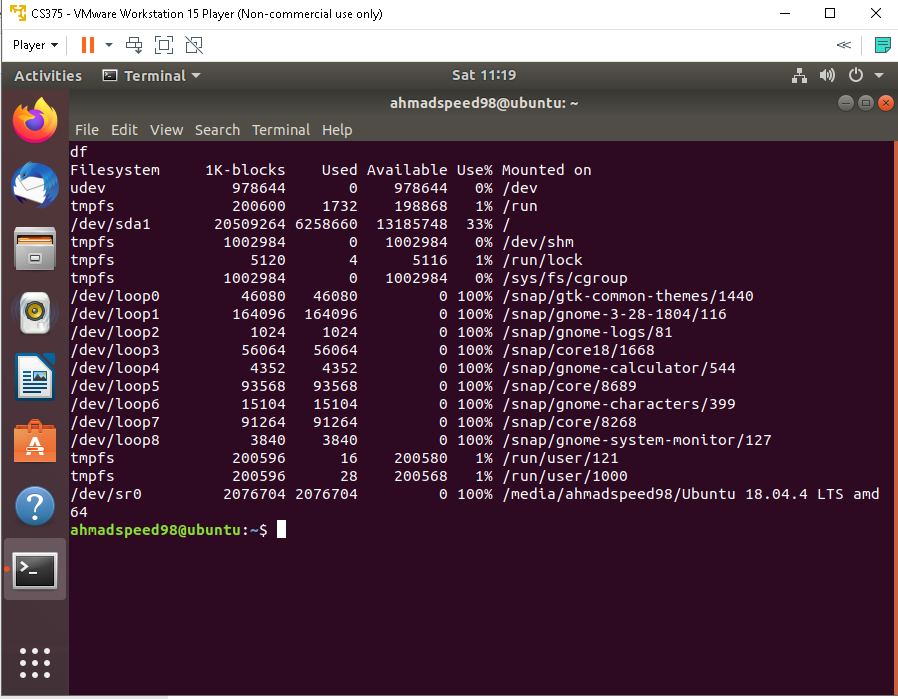 CS375 - VMware Workstation 15 Player (Non-commercial use only)
Player
Activities Terminal Sat 11:19
ahmadspeed98@ubuntu: ~
File Edit View Search Terminal Help
df
Filesystem 1K-blocks Used Available Use% Mounted on
udev 978644 0 978644 0% /dev
tmpfs 200600 1732 198868 1% /run
/dev/sda1 20509264 6258660 13185748 33% /
tmpfs 1002984 0 1002984 0% /dev/shm
tmpfs 5120 4 5116 1% /run/lock
tmpfs 1002984 0 1002984 0% /sys/fs/cgroup
/dev/loop0 46080 46080 0 100% /snap/gtk-common-themes/1440
/dev/loop1 164096 164096 0 100% /snap/gnome-3-28-1804/116
/dev/loop2 1024 1024 0 100% /snap/gnome-logs/81
/dev/loop3 56064 56064 0 100% /snap/core18/1668
/dev/loop4 4352 4352 0 100% /snap/gnome-calculator/544
/dev/loop5 93568 93568 0 100% /snap/core/8689
/dev/loop6 15104 15104 0 100% /snap/gnome-characters/399
/dev/loop7 91264 91264 0 100% /snap/core/8268
/dev/loop8 3840 3840 0 100% /snap/gnome-system-monitor/127
tmpfs 200596 16 200580 1% /run/user/121
tmpfs 200596 28 200568 1% /run/user/1000
/dev/sr0 2076704 2076704 0 100% /media/ahmadspeed98/Ubuntu 18.04.4 LTS amd
64
ahmadspeed98@ubuntu:~$